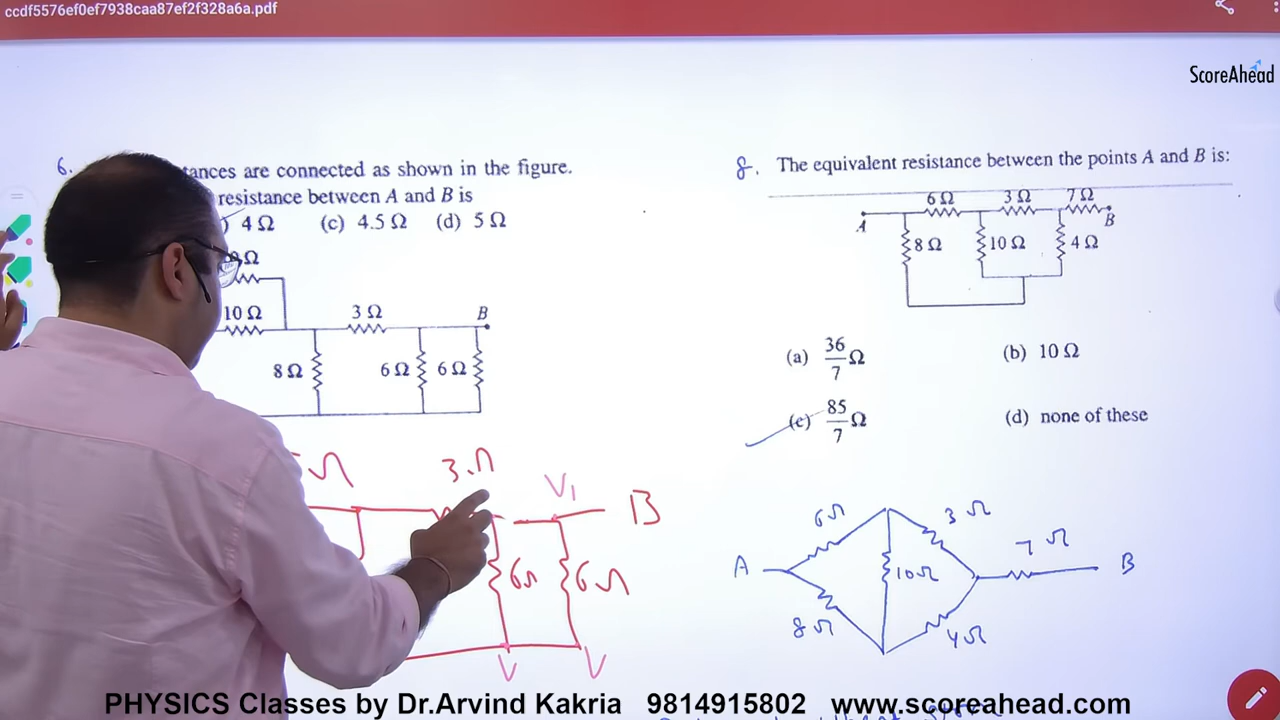 ccdf5576ef0ef7938caa87ef2f328a6a.pdf
ScoreAhead
6.
tances are connected as shown in the figure.
resistance between A and B is
4 Ω (c) 4.5 Ω (d) 5 Ω
Ω
10 Ω
3 Ω
B
8 Ω
6 Ω
6 Ω
Ω
3 Ω
V1
B
6Ω
6Ω
V
V
8. The equivalent resistance between the points A and B is:
6 Ω
3 Ω
7 Ω
A
B
8 Ω
10 Ω
4 Ω
(a) 36/7 Ω
(b) 10 Ω
(c) 85/7 Ω
(d) none of these
6Ω
3 Ω
7 Ω
A
10Ω
B
8Ω
4Ω
PHYSICS Classes by Dr.Arvind Kakria 9814915802 www.scoreahead.com